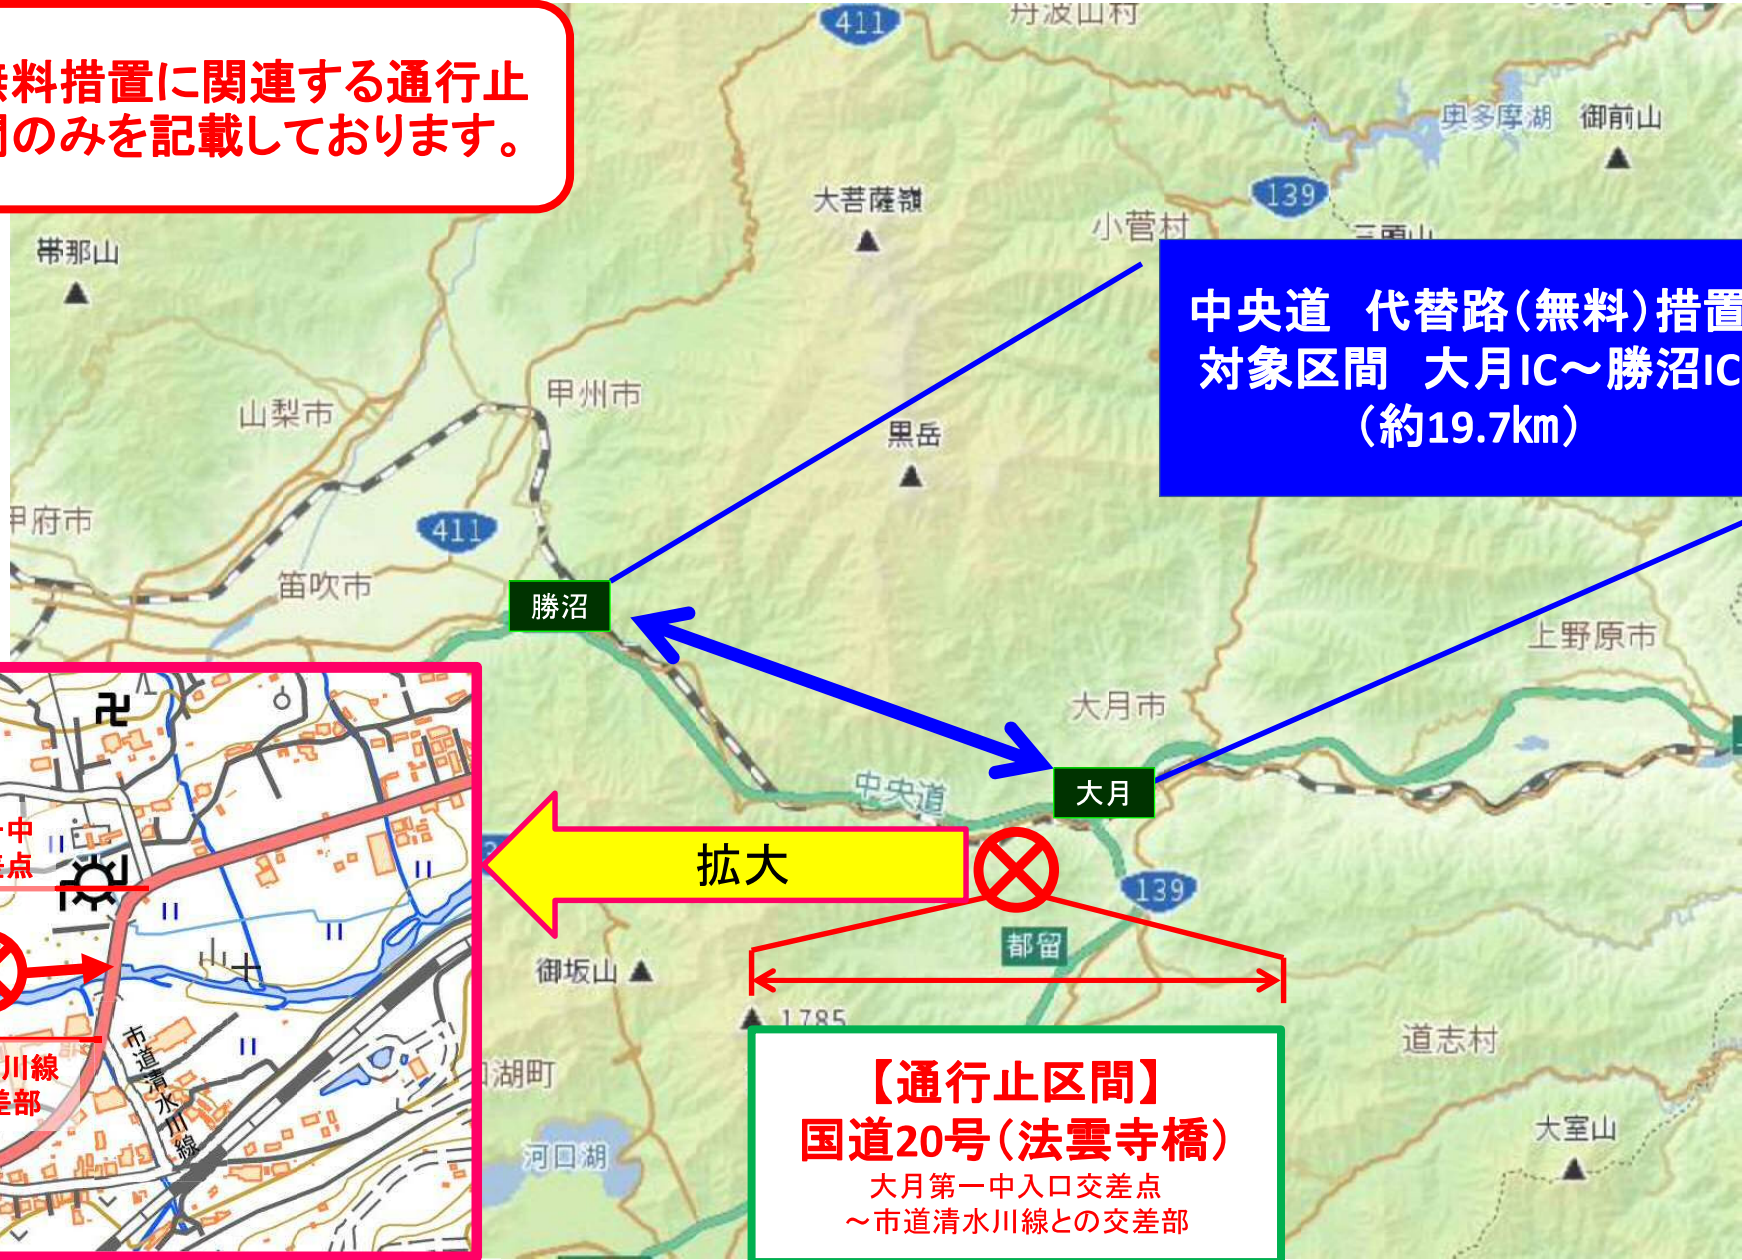 411
丹波山村
無料措置に関連する通行止
間のみを記載しております。
奥多摩湖
御前山
139
大菩薩嶺
小菅村
三頭山
帯那山
中央道 代替路(無料)措置
対象区間 大月IC～勝沼IC
(約19.7km)
甲州市
山梨市
黒岳
甲府市
411
笛吹市
勝沼
上野原市
大月市
中央道
大月
中
点
拡大
139
都留
御坂山
1785
市道清水川線
川線
差部
湖町
道志村
【通行止区間】
国道20号(法雲寺橋)
大月第一中入口交差点
～市道清水川線との交差部
河口湖
大室山